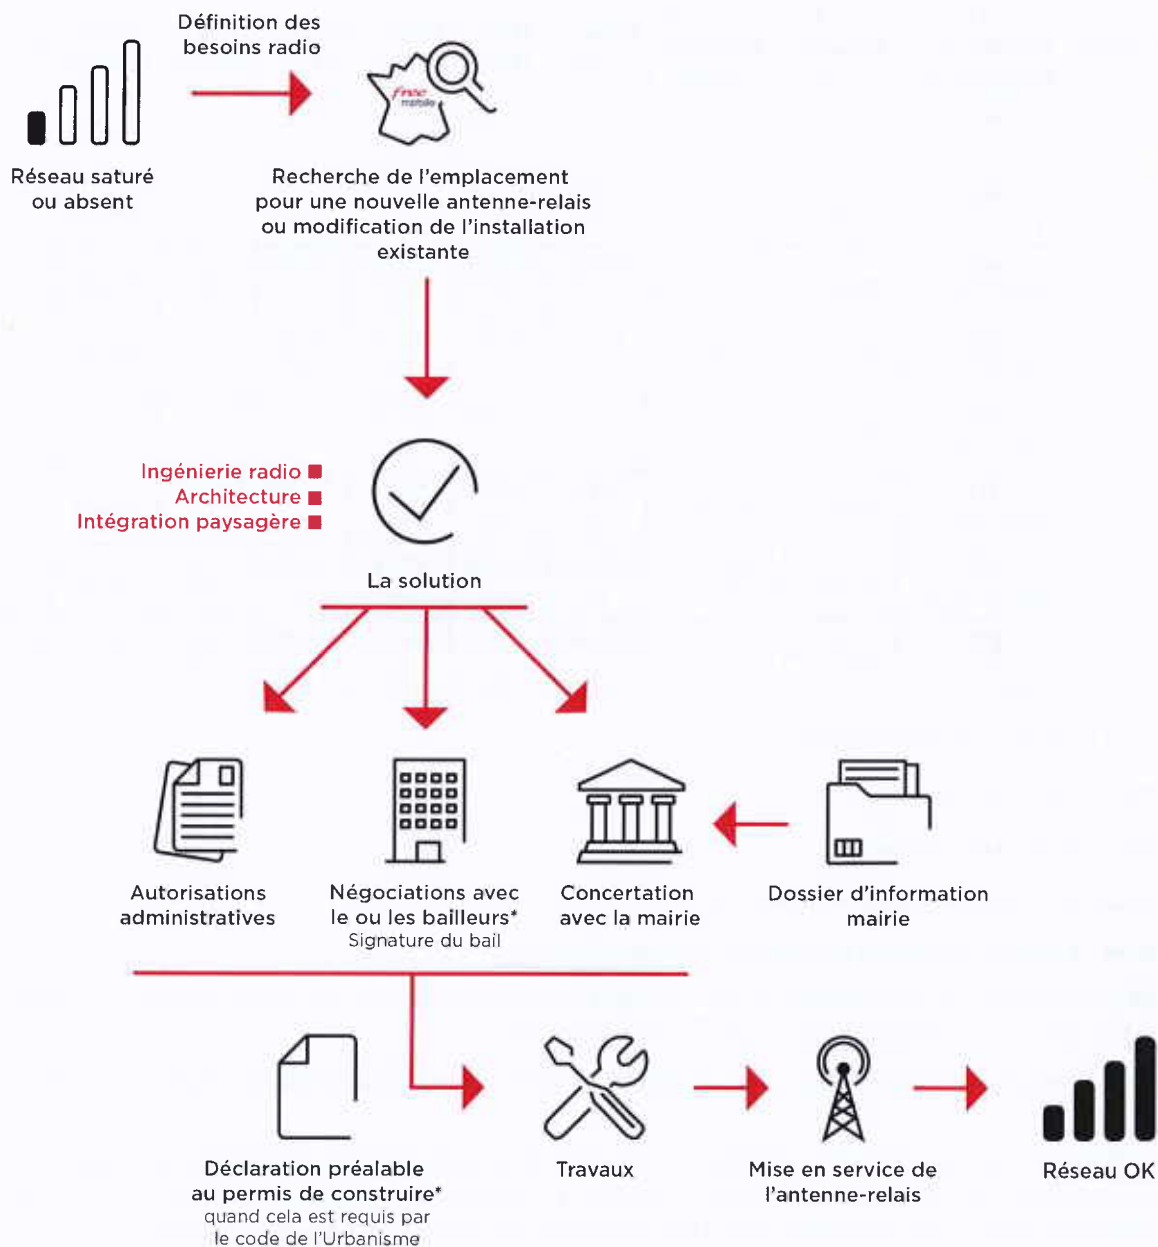 Définition des
besoins radio
free
mobile
Réseau saturé
ou absent
Recherche de l'emplacement
pour une nouvelle antenne-relais
ou modification de l'installation
existante
Ingénierie radio
Architecture
Intégration paysagère
La solution
Autorisations
administratives
Négociations avec
le ou les bailleurs*
Signature du bail
Concertation
avec la mairie
Dossier d'information
mairie
Déclaration préalable
au permis de construire*
quand cela est requis par
le code de l'Urbanisme
Travaux
Mise en service de
l'antenne-relais
Réseau OK